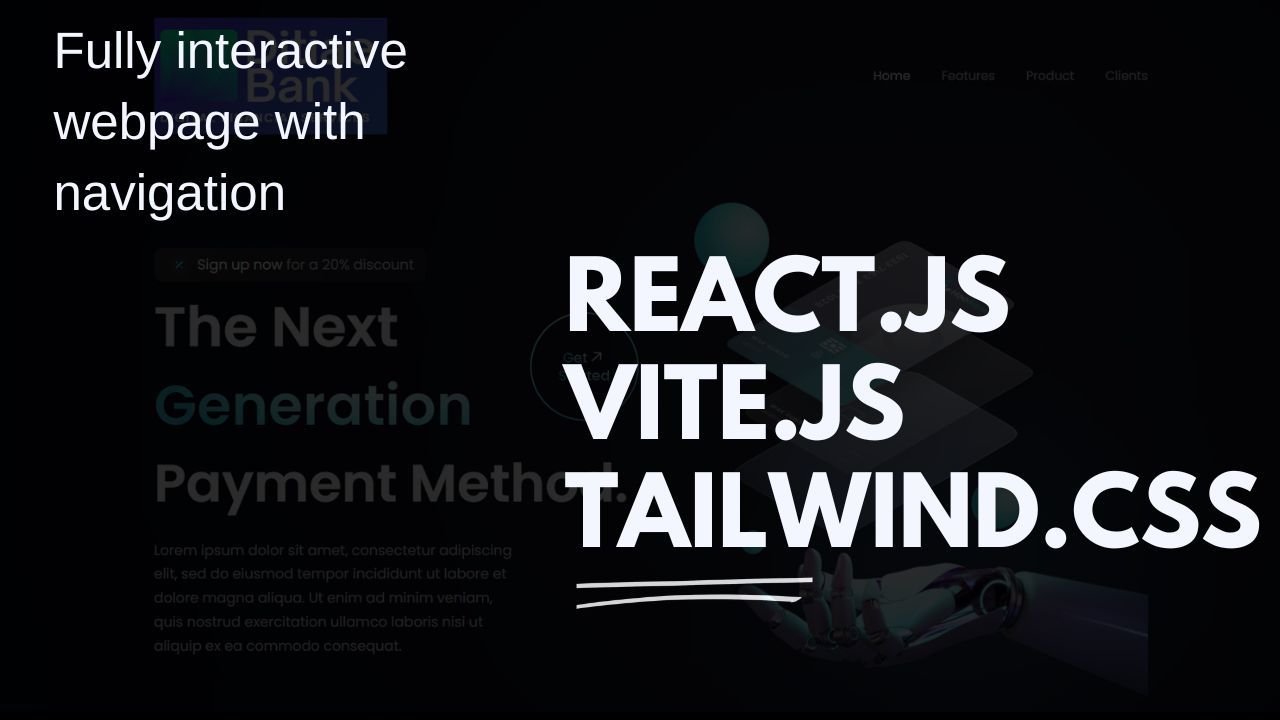 Fully interactive
webpage with
navigation
Bank
Home Features Product Clients
Sign up now for a 20% discount
The Next
Generation
Payment Method.
Get
REACT.JS
VITE.JS
TAILWIND.CSS
Lorem ipsum dolor sit amet, consectetur adipiscing
elit, sed do eiusmod tempor incididunt ut labore et
dolore magna aliqua. Ut enim ad minim veniam,
quis nostrud exercitation ullamco laboris nisi ut
aliquip ex ea commodo consequat.